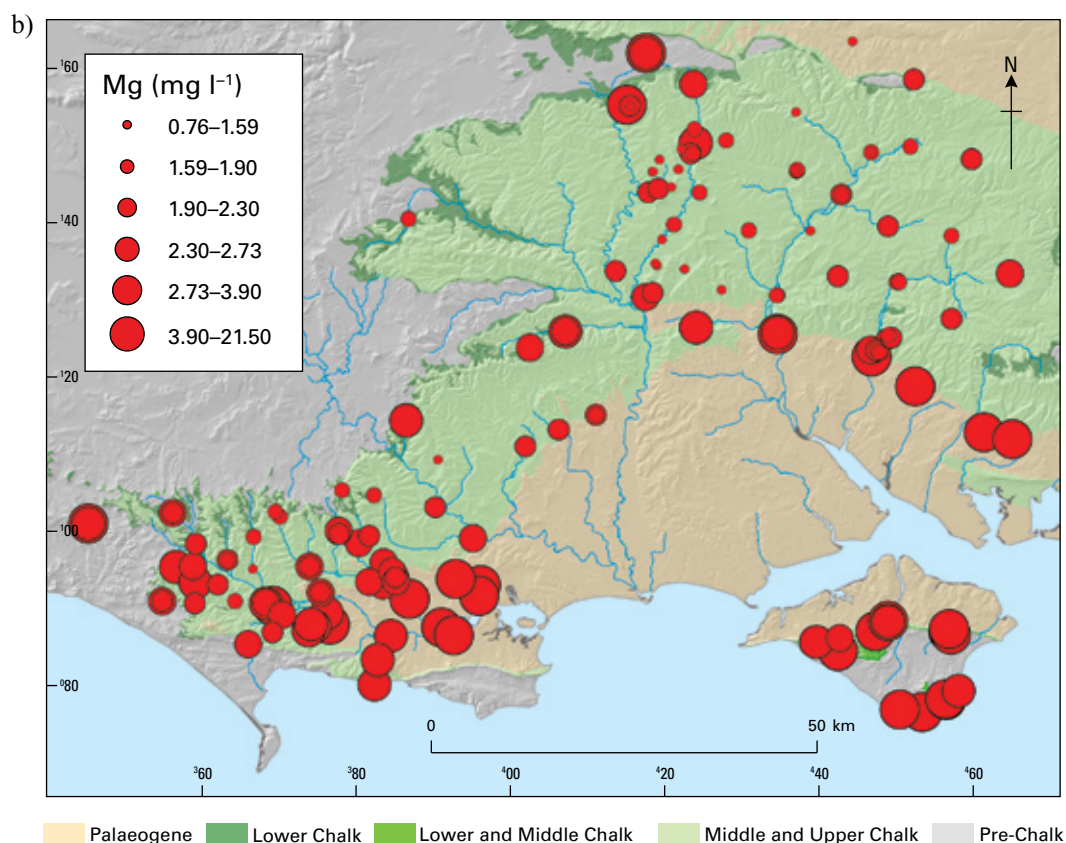 b)
Mg (mg l⁻¹)
0.76–1.59
1.59–1.90
1.90–2.30
2.30–2.73
2.73–3.90
3.90–21.50
N
¹60
¹40
¹20
¹00
⁰80
0 50 km
³60 ³80 ⁴00 ⁴20 ⁴40 ⁴60
Palaeogene Lower Chalk Lower and Middle Chalk Middle and Upper Chalk Pre-Chalk